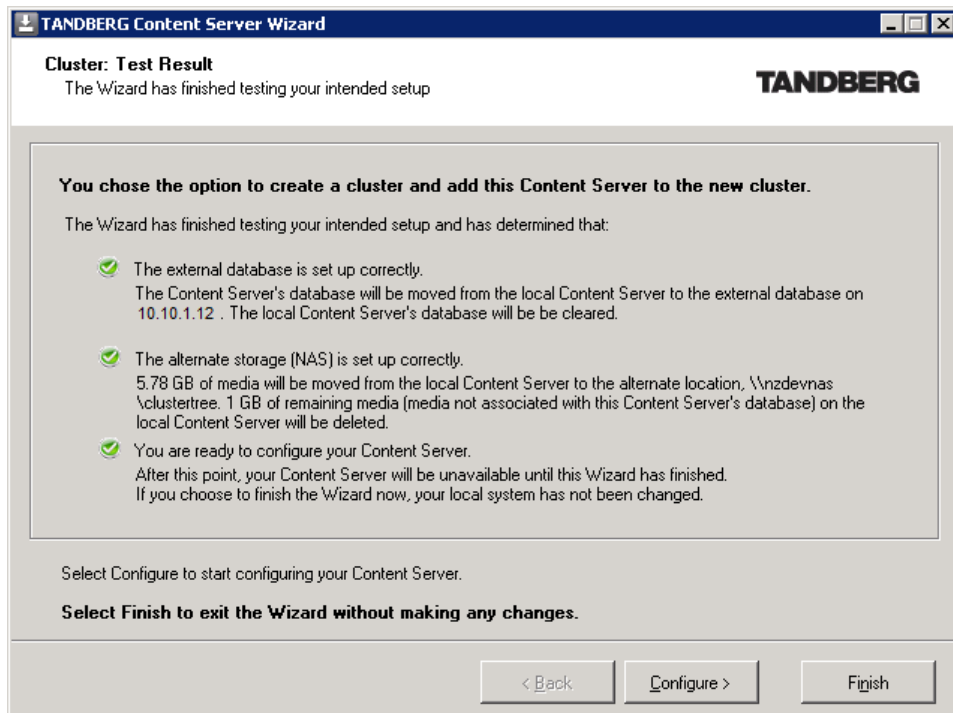 TANDBERG Content Server Wizard
Cluster: Test Result
The Wizard has finished testing your intended setup
TANDBERG
You chose the option to create a cluster and add this Content Server to the new cluster.
The Wizard has finished testing your intended setup and has determined that:
The external database is set up correctly.
The Content Server's database will be moved from the local Content Server to the external database on
10.10.1.12 . The local Content Server's database will be be cleared.
The alternate storage (NAS) is set up correctly.
5.78 GB of media will be moved from the local Content Server to the alternate location, \\nzdevnas
\clustertree. 1 GB of remaining media (media not associated with this Content Server's database) on the
local Content Server will be deleted.
You are ready to configure your Content Server.
After this point, your Content Server will be unavailable until this Wizard has finished.
If you choose to finish the Wizard now, your local system has not been changed.
Select Configure to start configuring your Content Server.
Select Finish to exit the Wizard without making any changes.
< Back
Configure >
Finish